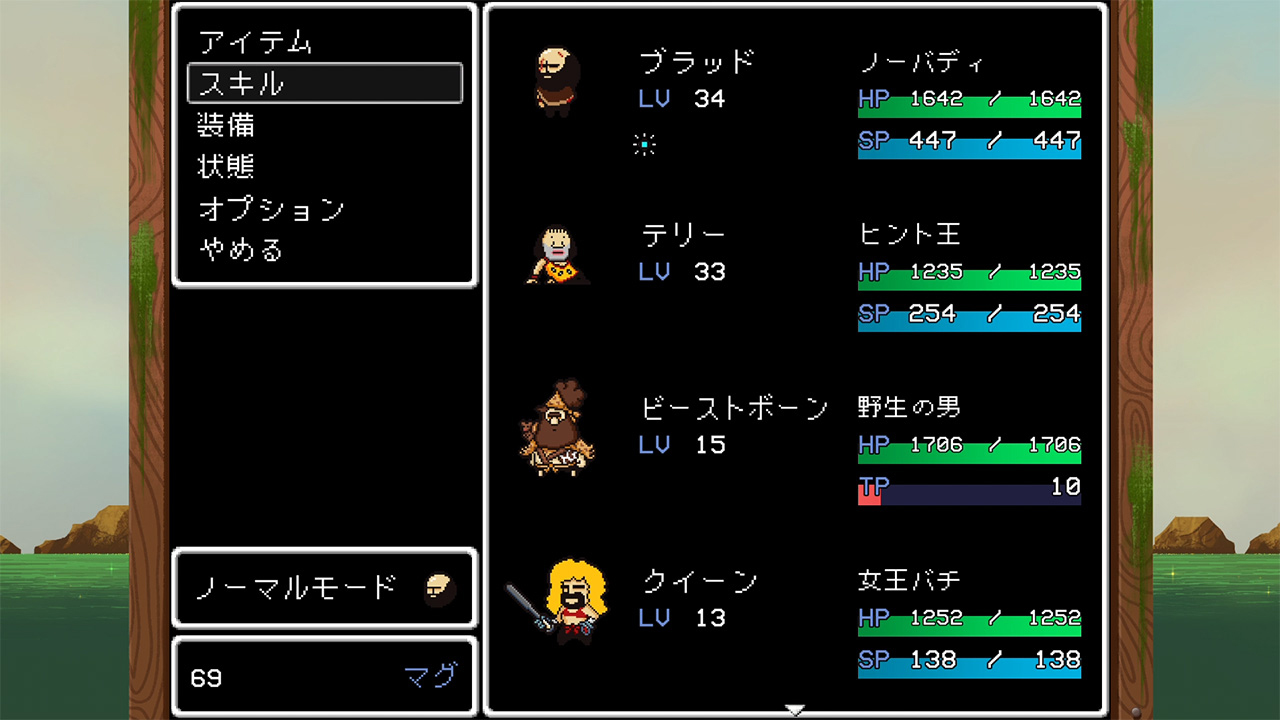 アイテム
スキル
装備
状態
オプション
やめる
ノーマルモード
69 マグ
ブラッド ノーバディ
LV 34 HP 1642 / 1642
SP 447 / 447
テリー ヒント王
LV 33 HP 1235 / 1235
SP 254 / 254
ビーストボーン 野生の男
LV 15 HP 1706 / 1706
TP 10
クイーン 女王バチ
LV 13 HP 1252 / 1252
SP 138 / 138